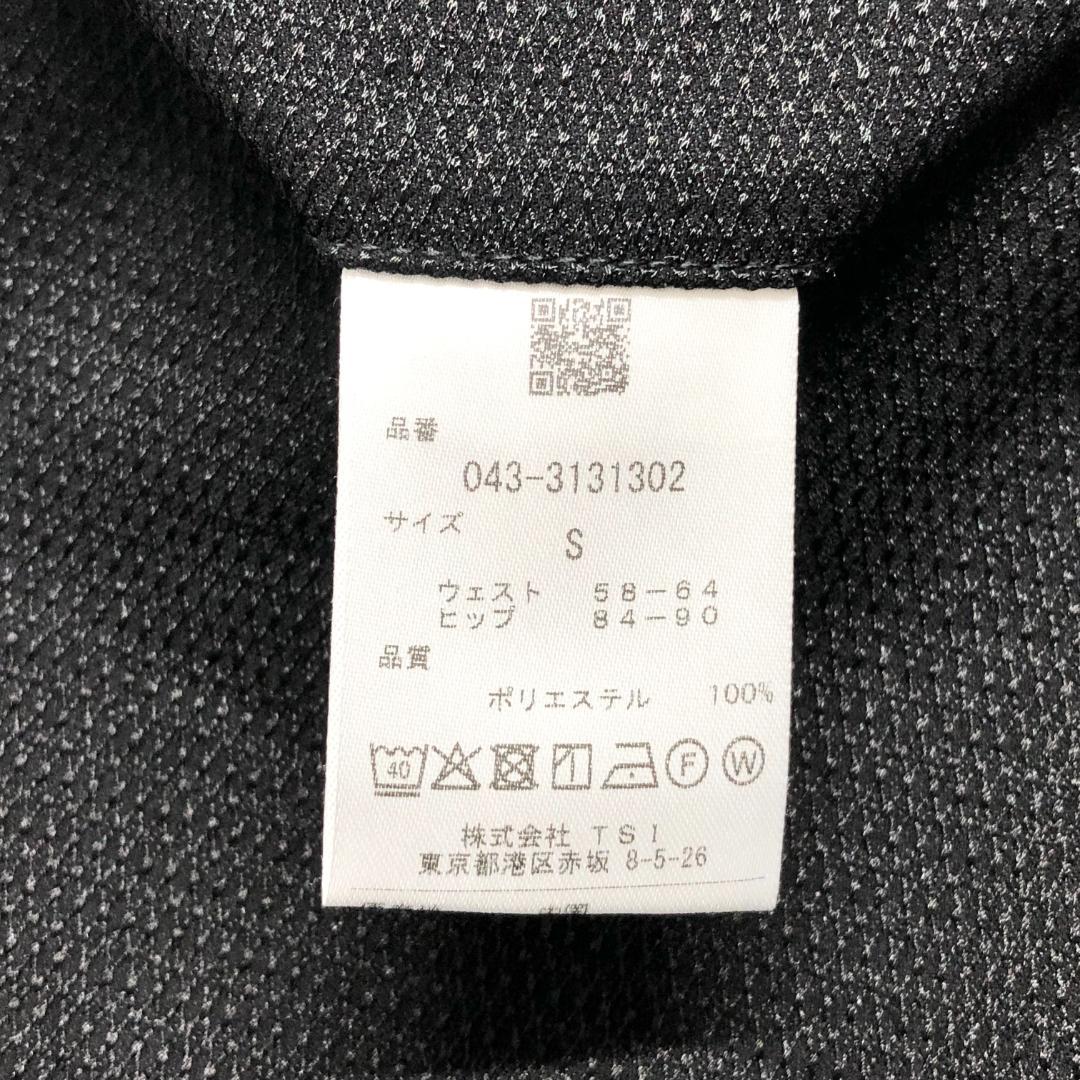 品番
043-3131302
サイズ
S
ウェスト 58-64
ヒップ 84-90
品質
ポリエステル 100%
40 F W
株式会社 TSI
東京都港区赤坂 8-5-26